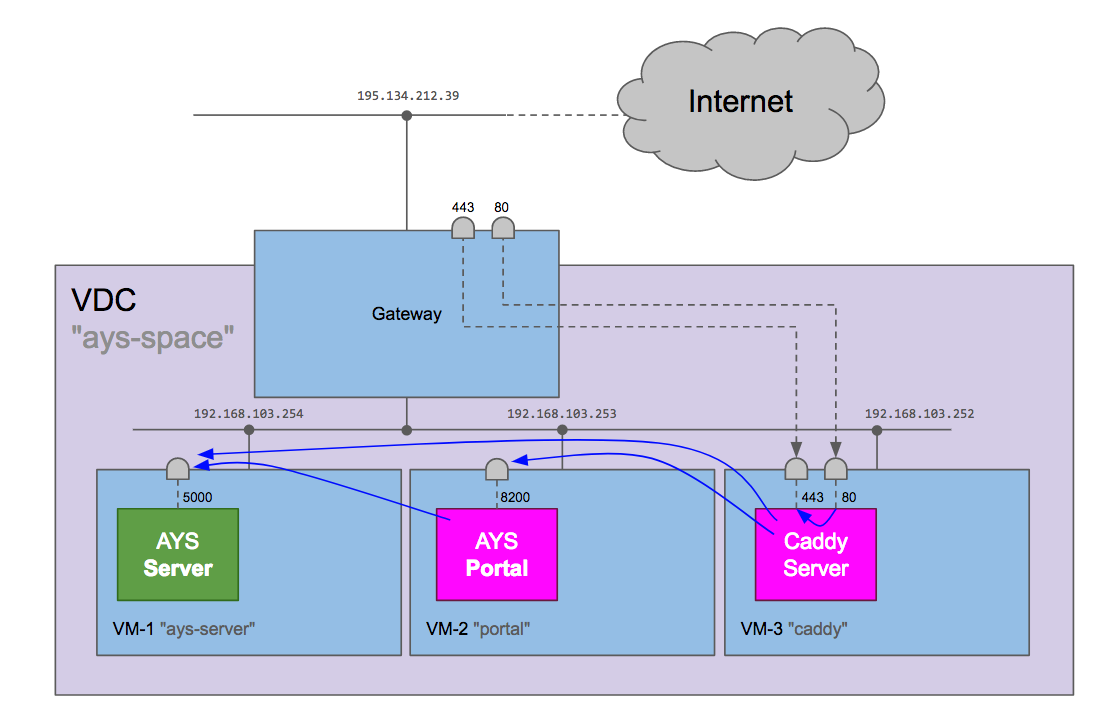 195.134.212.39
Internet
443
80
Gateway
VDC
"ays-space"
192.168.103.254
192.168.103.253
192.168.103.252
5000
8200
443
80
AYS
Server
AYS
Portal
Caddy
Server
VM-1 "ays-server"
VM-2 "portal"
VM-3 "caddy"